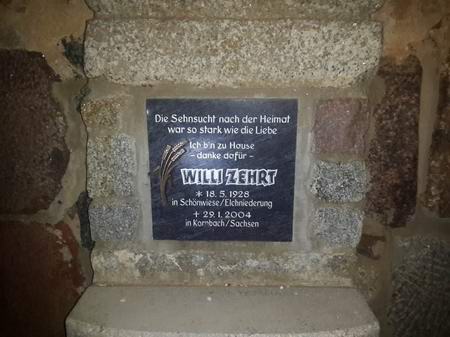 Die Sehnsucht nach der Heimat
war so stark wie die Liebe
Ich b'n zu Hause
- danke dafür -
WILLI ZEHRT
* 18. 5. 1928
in Schönwiese/Elchniederung
+ 29. 1. 2004
in Kornbach/Sachsen